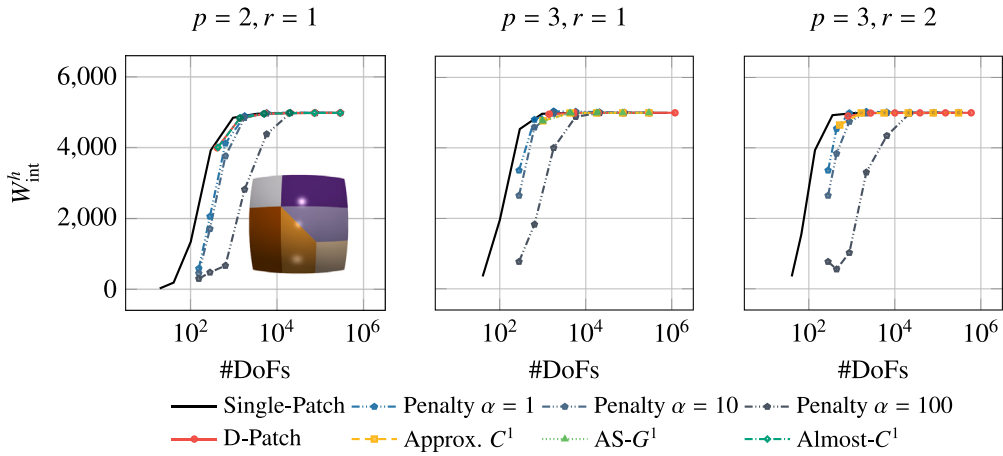 p = 2, r = 1
p = 3, r = 1
p = 3, r = 2
W^h_int
6,000
4,000
2,000
0
10^2 10^4 10^6
10^2 10^4 10^6
10^2 10^4 10^6
#DoFs #DoFs #DoFs
Single-Patch Penalty α = 1 Penalty α = 10 Penalty α = 100
D-Patch Approx. C^1 AS-G^1 Almost-C^1